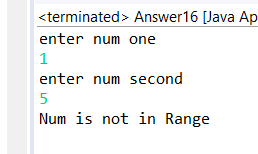 <terminated> Answer16 [Java Ap
enter num one
1
enter num second
5
Num is not in Range